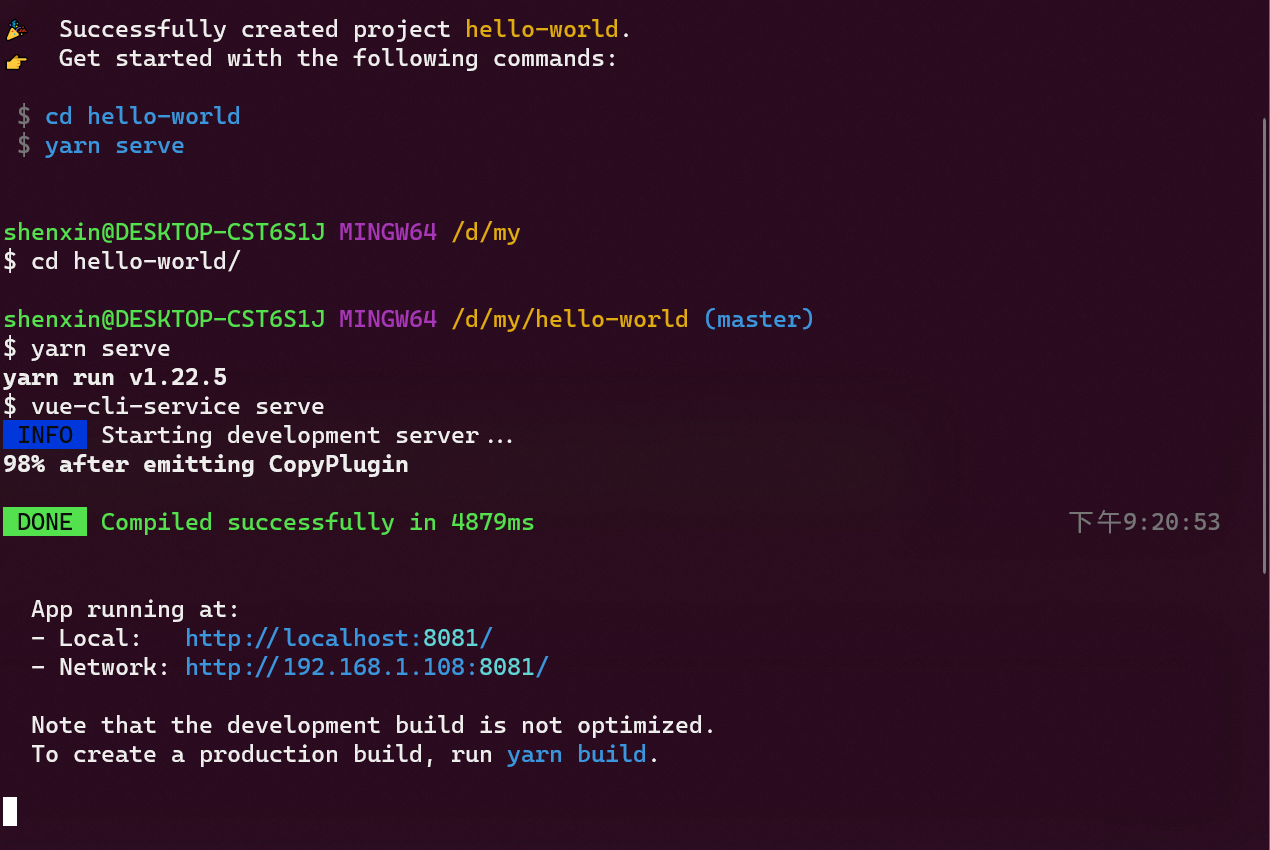 🎉  Successfully created project hello-world.
👉  Get started with the following commands:
$ cd hello-world
$ yarn serve
shenxin@DESKTOP-CST6S1J MINGW64 /d/my
$ cd hello-world/
shenxin@DESKTOP-CST6S1J MINGW64 /d/my/hello-world (master)
$ yarn serve
yarn run v1.22.5
$ vue-cli-service serve
INFO  Starting development server...
98% after emitting CopyPlugin
DONE  Compiled successfully in 4879ms 下午9:20:53
App running at:
- Local:   http://localhost:8081/
- Network: http://192.168.1.108:8081/
Note that the development build is not optimized.
To create a production build, run yarn build.